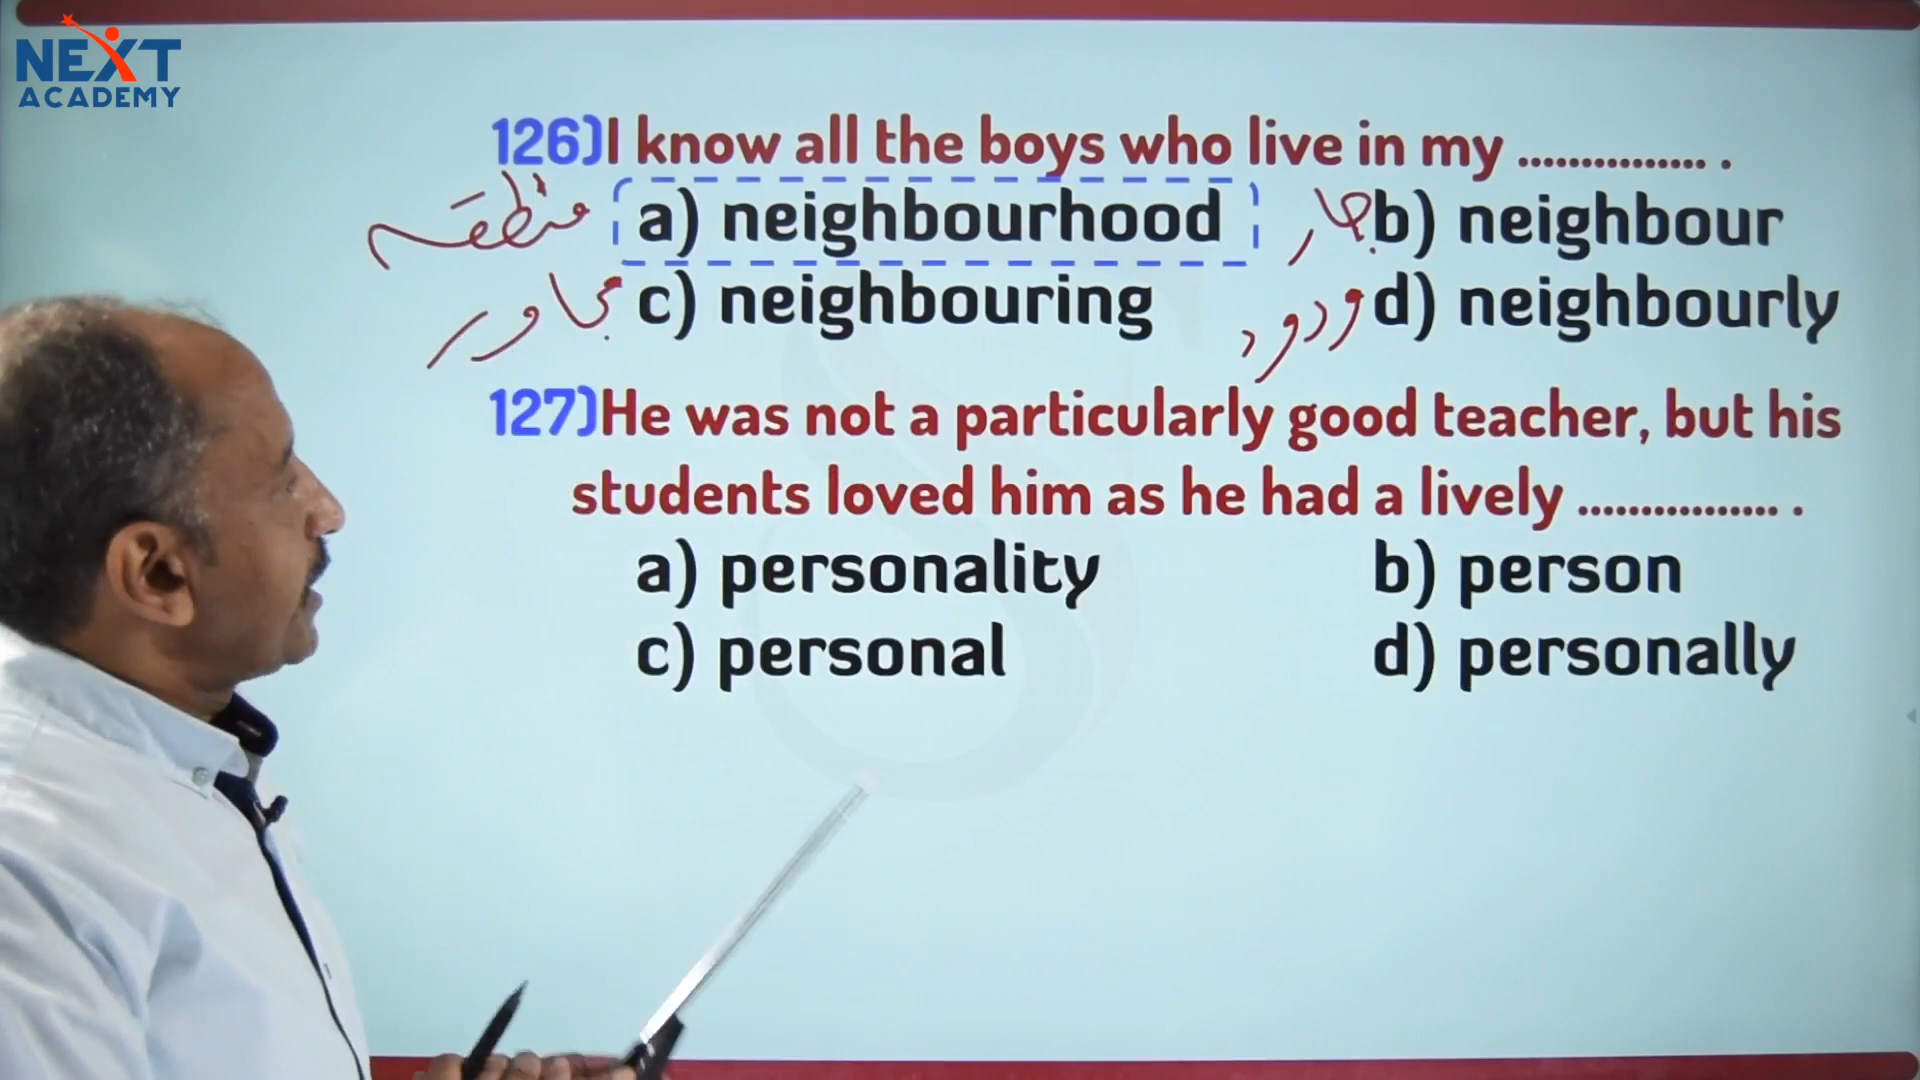 NEXT
ACADEMY
126)I know all the boys who live in my ............... .
منطقه a) neighbourhood جار b) neighbour
مجاور c) neighbouring ودود d) neighbourly
127)He was not a particularly good teacher, but his
students loved him as he had a lively ................ .
a) personality b) person
c) personal d) personally